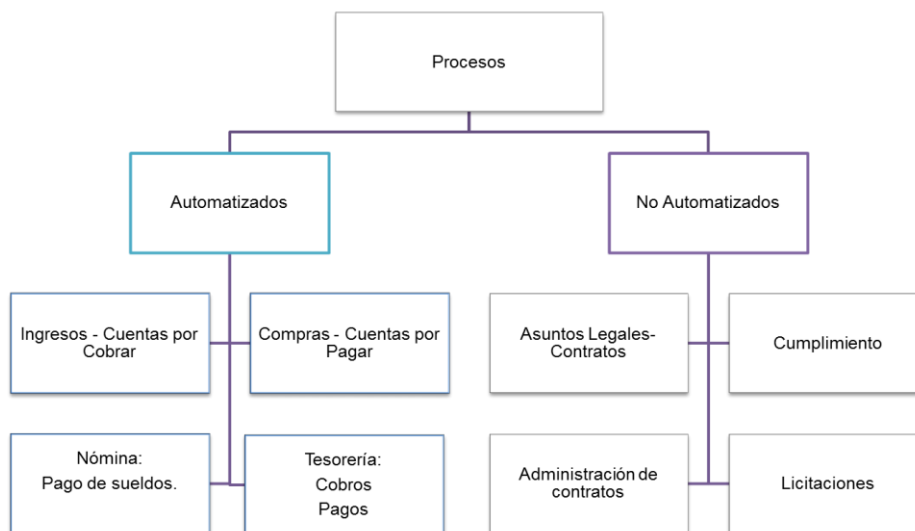 Procesos
Automatizados
No Automatizados
Ingresos - Cuentas por
Cobrar
Compras - Cuentas por
Pagar
Asuntos Legales-
Contratos
Cumplimiento
Nómina:
Pago de sueldos.
Tesorería:
Cobros
Pagos
Administración de
contratos
Licitaciones